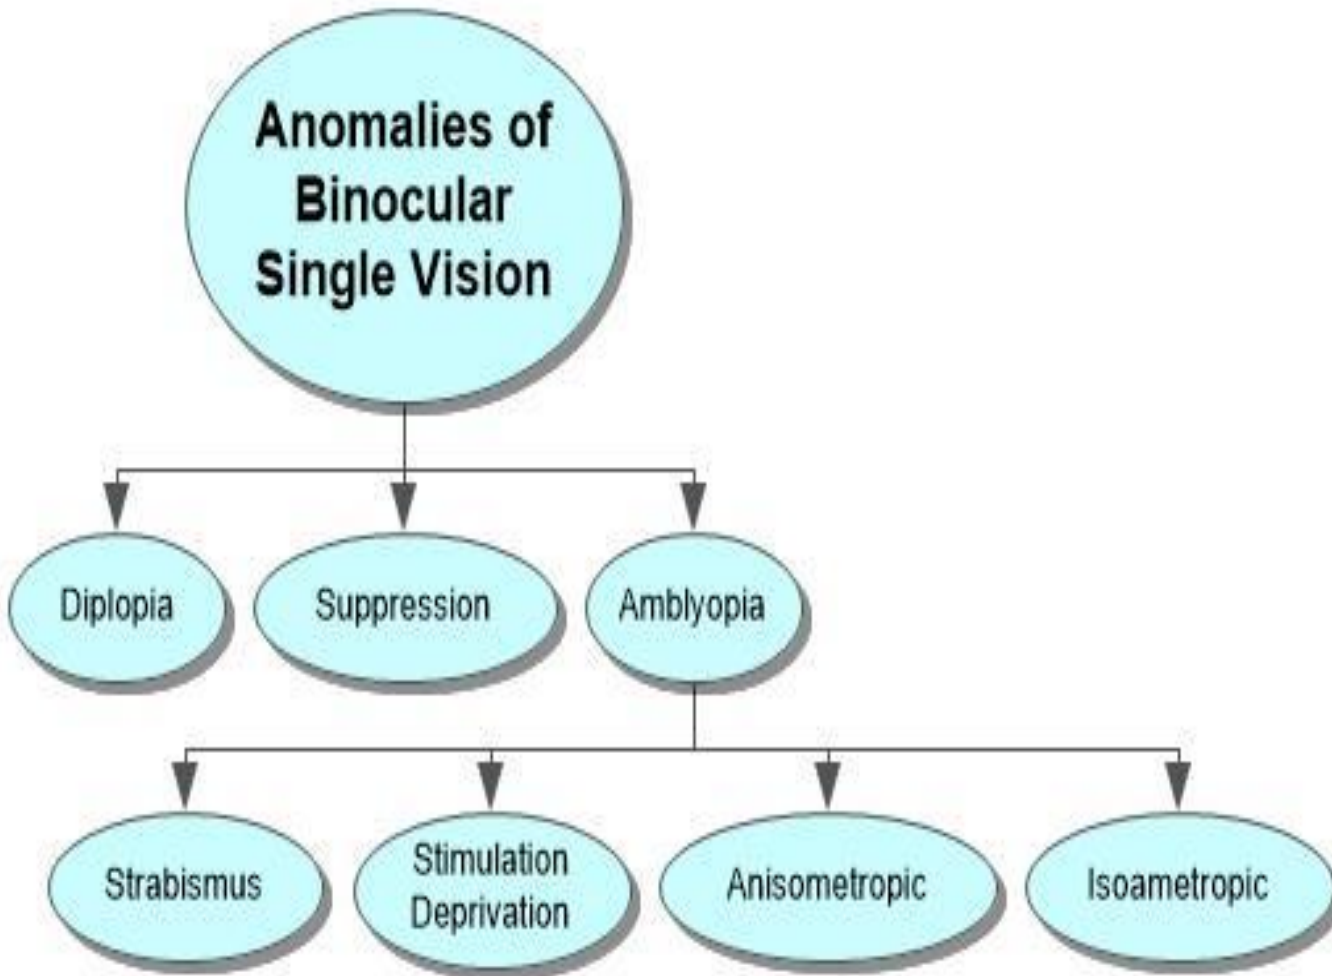 Anomalies of
Binocular
Single Vision
Diplopia
Suppression
Amblyopia
Strabismus
Stimulation
Deprivation
Anisometropic
Isoametropic